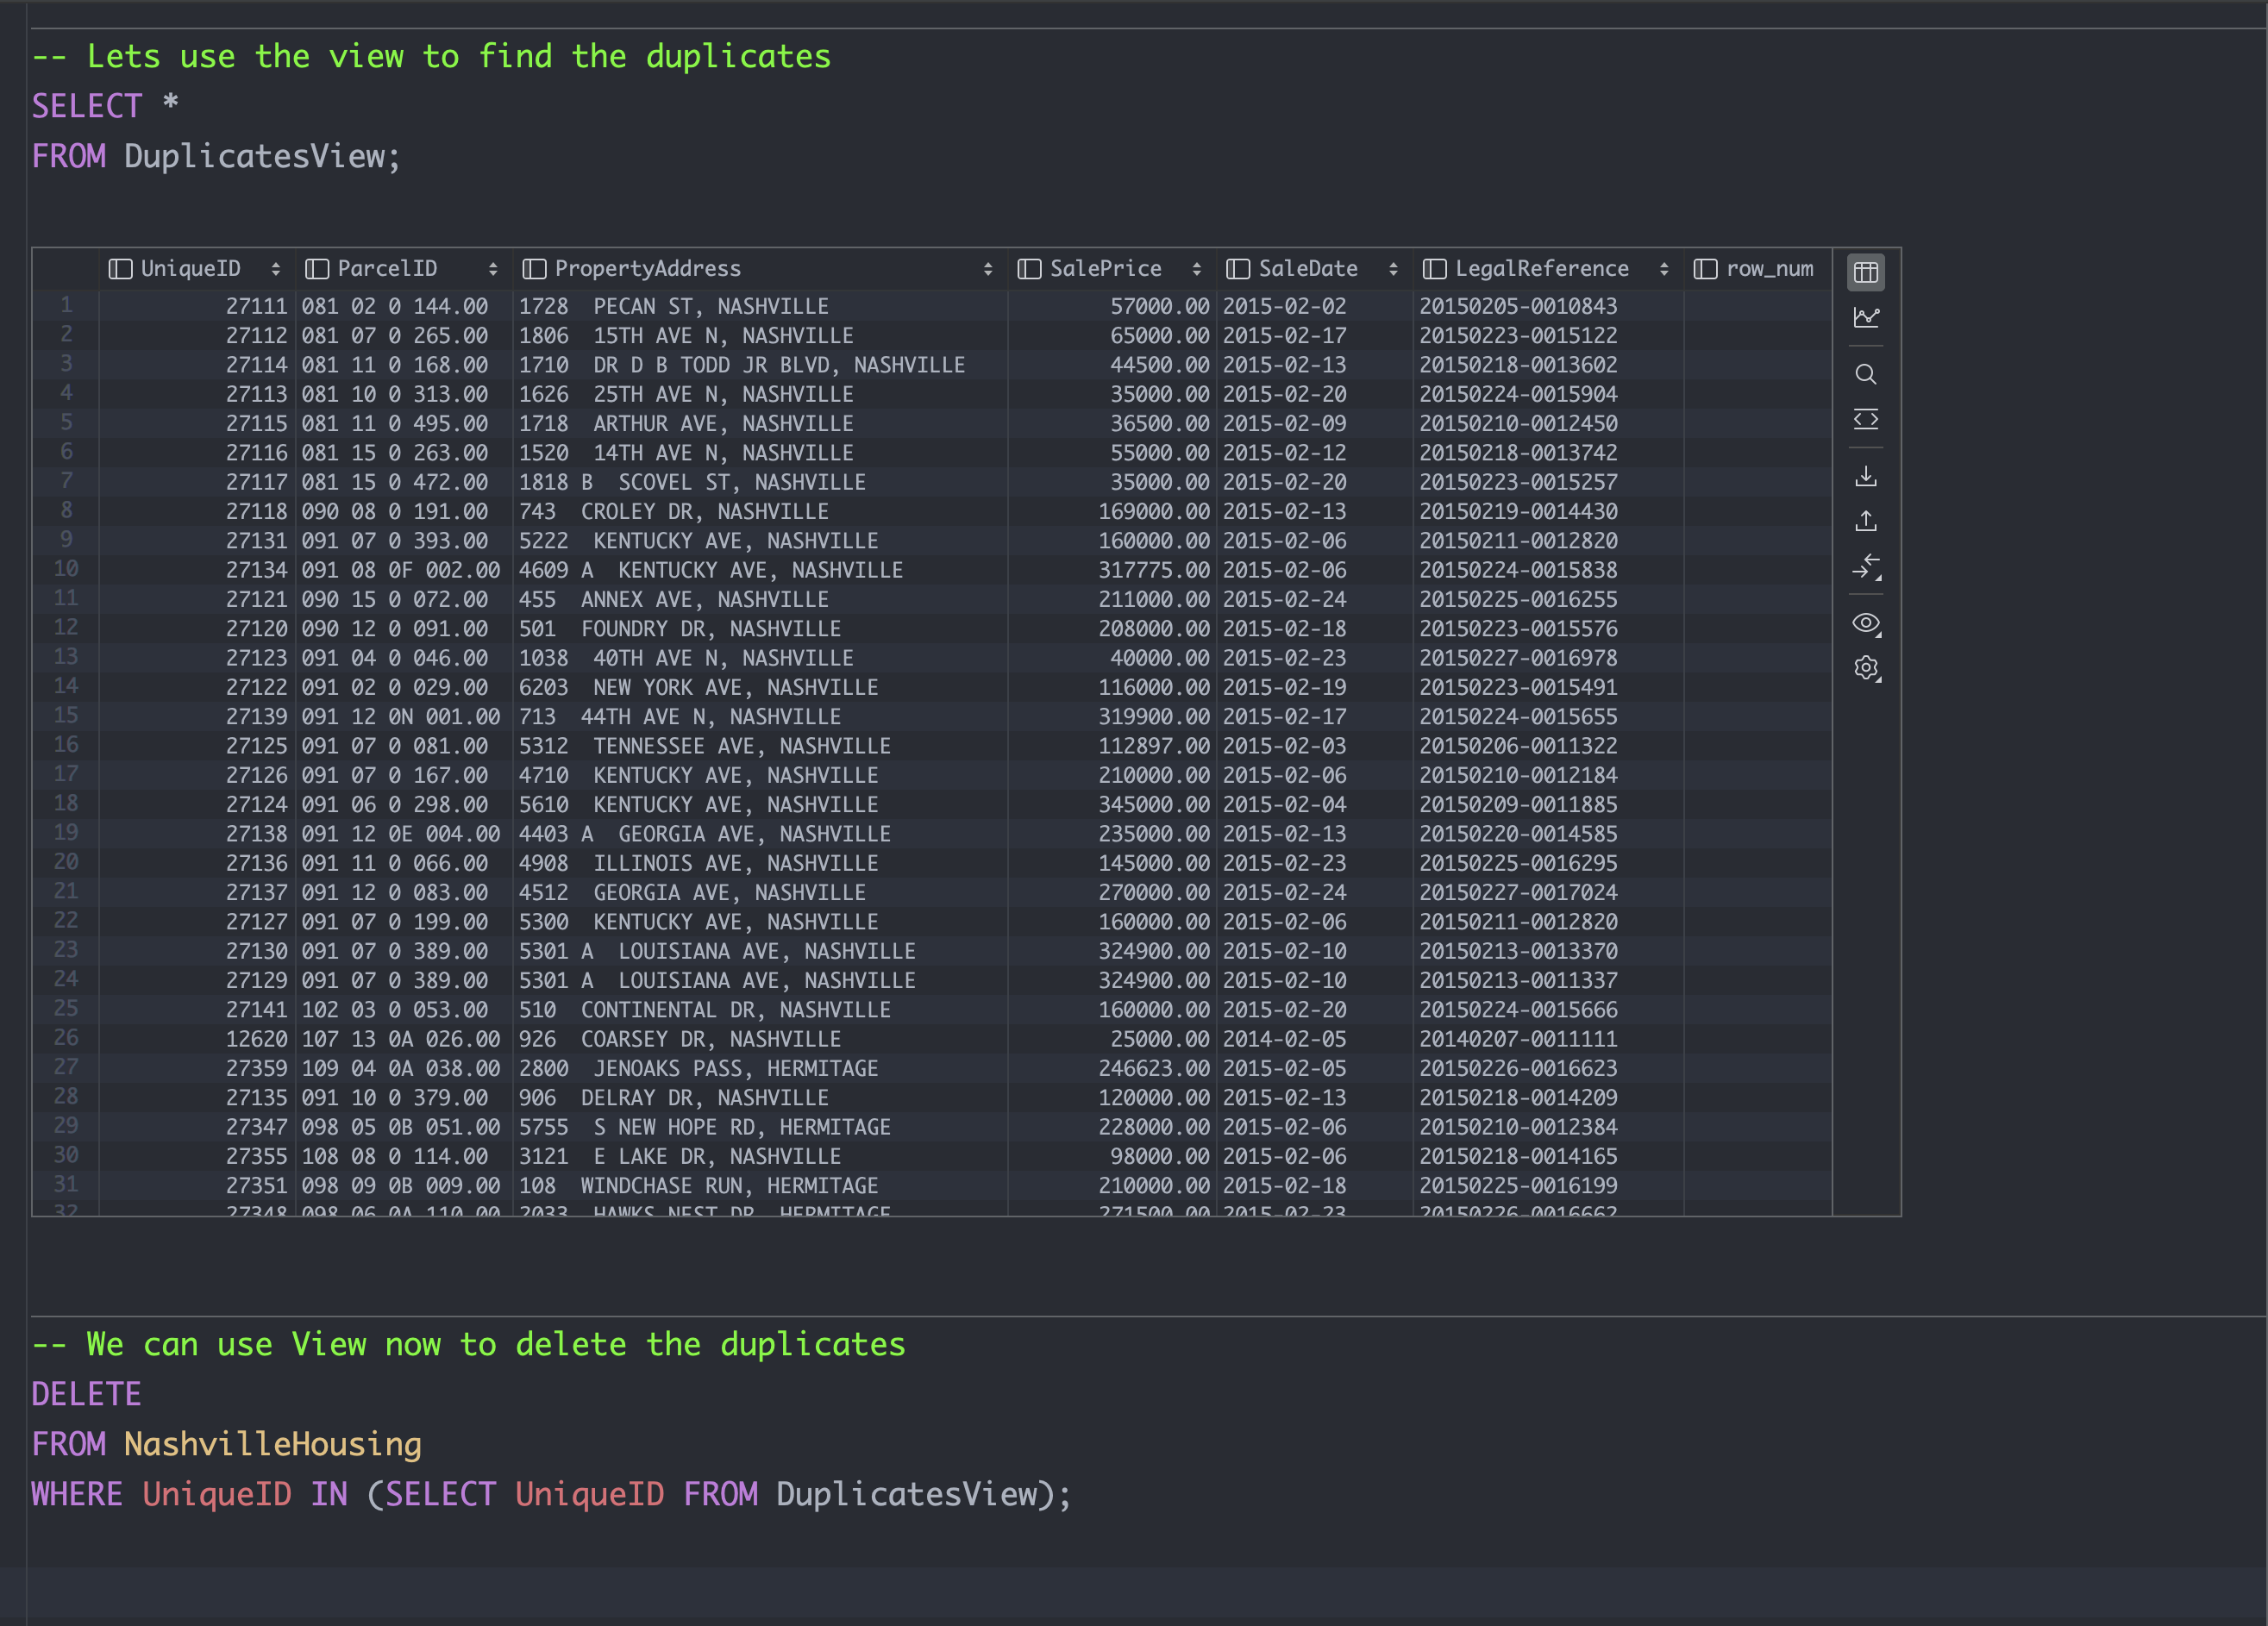 -- Lets use the view to find the duplicates
SELECT *
FROM DuplicatesView;
UniqueID ParcelID PropertyAddress SalePrice SaleDate LegalReference row_num
1 27111 081 02 0 144.00 1728  PECAN ST, NASHVILLE 57000.00 2015-02-02 20150205-0010843
2 27112 081 07 0 265.00 1806  15TH AVE N, NASHVILLE 65000.00 2015-02-17 20150223-0015122
3 27114 081 11 0 168.00 1710  DR D B TODD JR BLVD, NASHVILLE 44500.00 2015-02-13 20150218-0013602
4 27113 081 10 0 313.00 1626  25TH AVE N, NASHVILLE 35000.00 2015-02-20 20150224-0015904
5 27115 081 11 0 495.00 1718  ARTHUR AVE, NASHVILLE 36500.00 2015-02-09 20150210-0012450
6 27116 081 15 0 263.00 1520  14TH AVE N, NASHVILLE 55000.00 2015-02-12 20150218-0013742
7 27117 081 15 0 472.00 1818 B  SCOVEL ST, NASHVILLE 35000.00 2015-02-20 20150223-0015257
8 27118 090 08 0 191.00 743  CROLEY DR, NASHVILLE 169000.00 2015-02-13 20150219-0014430
9 27131 091 07 0 393.00 5222  KENTUCKY AVE, NASHVILLE 160000.00 2015-02-06 20150211-0012820
10 27134 091 08 0F 002.00 4609 A  KENTUCKY AVE, NASHVILLE 317775.00 2015-02-06 20150224-0015838
11 27121 090 15 0 072.00 455  ANNEX AVE, NASHVILLE 211000.00 2015-02-24 20150225-0016255
12 27120 090 12 0 091.00 501  FOUNDRY DR, NASHVILLE 208000.00 2015-02-18 20150223-0015576
13 27123 091 04 0 046.00 1038  40TH AVE N, NASHVILLE 40000.00 2015-02-23 20150227-0016978
14 27122 091 02 0 029.00 6203  NEW YORK AVE, NASHVILLE 116000.00 2015-02-19 20150223-0015491
15 27139 091 12 0N 001.00 713  44TH AVE N, NASHVILLE 319900.00 2015-02-17 20150224-0015655
16 27125 091 07 0 081.00 5312  TENNESSEE AVE, NASHVILLE 112897.00 2015-02-03 20150206-0011322
17 27126 091 07 0 167.00 4710  KENTUCKY AVE, NASHVILLE 210000.00 2015-02-06 20150210-0012184
18 27124 091 06 0 298.00 5610  KENTUCKY AVE, NASHVILLE 345000.00 2015-02-04 20150209-0011885
19 27138 091 12 0E 004.00 4403 A  GEORGIA AVE, NASHVILLE 235000.00 2015-02-13 20150220-0014585
20 27136 091 11 0 066.00 4908  ILLINOIS AVE, NASHVILLE 145000.00 2015-02-23 20150225-0016295
21 27137 091 12 0 083.00 4512  GEORGIA AVE, NASHVILLE 270000.00 2015-02-24 20150227-0017024
22 27127 091 07 0 199.00 5300  KENTUCKY AVE, NASHVILLE 160000.00 2015-02-06 20150211-0012820
23 27130 091 07 0 389.00 5301 A  LOUISIANA AVE, NASHVILLE 324900.00 2015-02-10 20150213-0013370
24 27129 091 07 0 389.00 5301 A  LOUISIANA AVE, NASHVILLE 324900.00 2015-02-10 20150213-0011337
25 27141 102 03 0 053.00 510  CONTINENTAL DR, NASHVILLE 160000.00 2015-02-20 20150224-0015666
26 12620 107 13 0A 026.00 926  COARSEY DR, NASHVILLE 25000.00 2014-02-05 20140207-0011111
27 27359 109 04 0A 038.00 2800  JENOAKS PASS, HERMITAGE 246623.00 2015-02-05 20150226-0016623
28 27135 091 10 0 379.00 906  DELRAY DR, NASHVILLE 120000.00 2015-02-13 20150218-0014209
29 27347 098 05 0B 051.00 5755  S NEW HOPE RD, HERMITAGE 228000.00 2015-02-06 20150210-0012384
30 27355 108 08 0 114.00 3121  E LAKE DR, NASHVILLE 98000.00 2015-02-06 20150218-0014165
31 27351 098 09 0B 009.00 108  WINDCHASE RUN, HERMITAGE 210000.00 2015-02-18 20150225-0016199
32 27348 098 06 0A 110.00 2033  HAWKS NEST DR, HERMITAGE 271500.00 2015-02-23 20150226-0016662
-- We can use View now to delete the duplicates
DELETE
FROM NashvilleHousing
WHERE UniqueID IN (SELECT UniqueID FROM DuplicatesView);